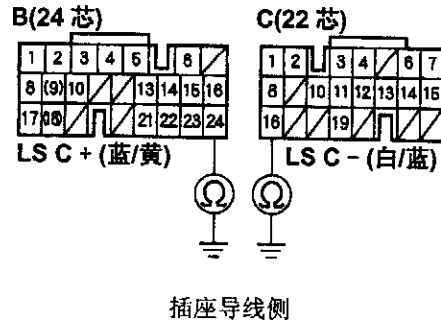 B(24 芯)
C(22 芯)
1 2 3 4 5 6
8 (9) 10 13 14 15 16
17 21 22 23 24
1 2 3 4 6 7
8 10 11 12 13 14 15
16 19
LS C + (蓝/黄)
LS C - (白/蓝)
Ω
Ω
插座导线侧